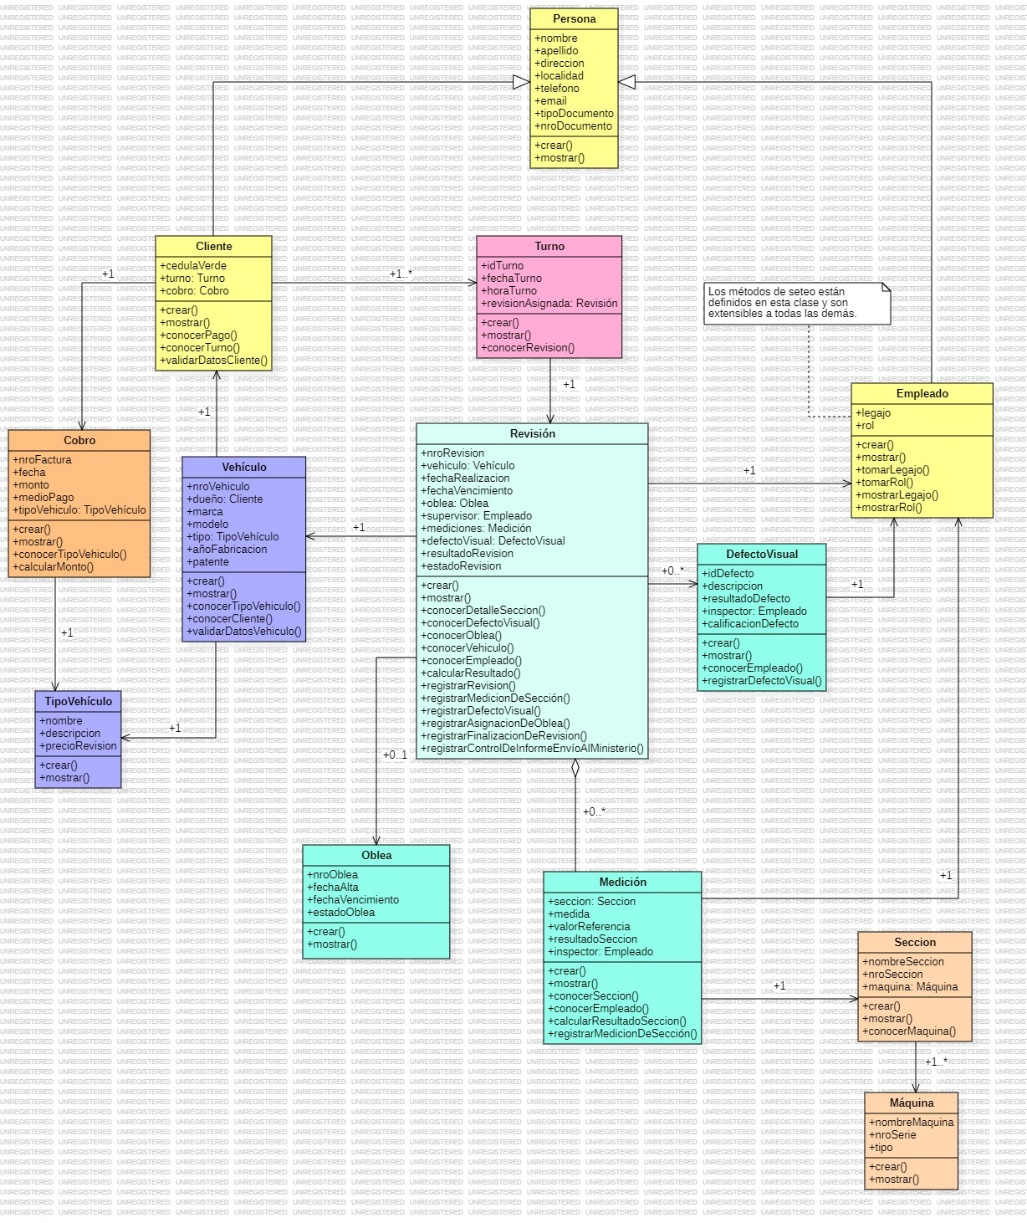 Persona
+nombre
+apellido
+direccion
+localidad
+telefono
+email
+tipoDocumento
+nroDocumento
+crear()
+mostrar()
Cliente
+cedulaVerde
+turno: Turno
+cobro: Cobro
+crear()
+mostrar()
+conocerPago()
+conocerTurno()
+validarDatosCliente()
+1
+1..*
Turno
+idTurno
+fechaTurno
+horaTurno
+revisionAsignada: Revisión
+crear()
+mostrar()
+conocerRevision()
Los métodos de seteo están
definidos en esta clase y son
extensibles a todas las demás.
+1
+1
Empleado
+legajo
+rol
+crear()
+mostrar()
+tomarLegajo()
+tomarRol()
+mostrarLegajo()
+mostrarRol()
Cobro
+nroFactura
+fecha
+monto
+medioPago
+tipoVehiculo: TipoVehículo
+crear()
+mostrar()
+conocerTipoVehiculo()
+calcularMonto()
Vehículo
+nroVehiculo
+dueño: Cliente
+marca
+modelo
+tipo: TipoVehículo
+añoFabricacion
+patente
+crear()
+mostrar()
+conocerTipoVehiculo()
+conocerCliente()
+validarDatosVehiculo()
+1
Revisión
+nroRevision
+vehiculo: Vehículo
+fechaRealizacion
+fechaVencimiento
+oblea: Oblea
+supervisor: Empleado
+mediciones: Medición
+defectoVisual: DefectoVisual
+resultadoRevision
+estadoRevision
+crear()
+mostrar()
+conocerDetalleSeccion()
+conocerDefectoVisual()
+conocerOblea()
+conocerVehiculo()
+conocerEmpleado()
+calcularResultado()
+registrarRevision()
+registrarMedicionDeSección()
+registrarDefectoVisual()
+registrarAsignacionDeOblea()
+registrarFinalizacionDeRevision()
+registrarControlDeInformeEnvíoAlMinisterio()
+1
+0..*
DefectoVisual
+idDefecto
+descripcion
+resultadoDefecto
+inspector: Empleado
+calificacionDefecto
+crear()
+mostrar()
+conocerEmpleado()
+registrarDefectoVisual()
+1
+1
TipoVehículo
+nombre
+descripcion
+precioRevision
+crear()
+mostrar()
+1
+0..1
+0..*
Oblea
+nroOblea
+fechaAlta
+fechaVencimiento
+estadoOblea
+crear()
+mostrar()
Medición
+seccion: Seccion
+medida
+valorReferencia
+resultadoSeccion
+inspector: Empleado
+crear()
+mostrar()
+conocerSeccion()
+conocerEmpleado()
+calcularResultadoSeccion()
+registrarMedicionDeSección()
+1
+1
Seccion
+nombreSeccion
+nroSeccion
+maquina: Máquina
+crear()
+mostrar()
+conocerMaquina()
+1..*
Máquina
+nombreMaquina
+nroSerie
+tipo
+crear()
+mostrar()
UNREGISTERED